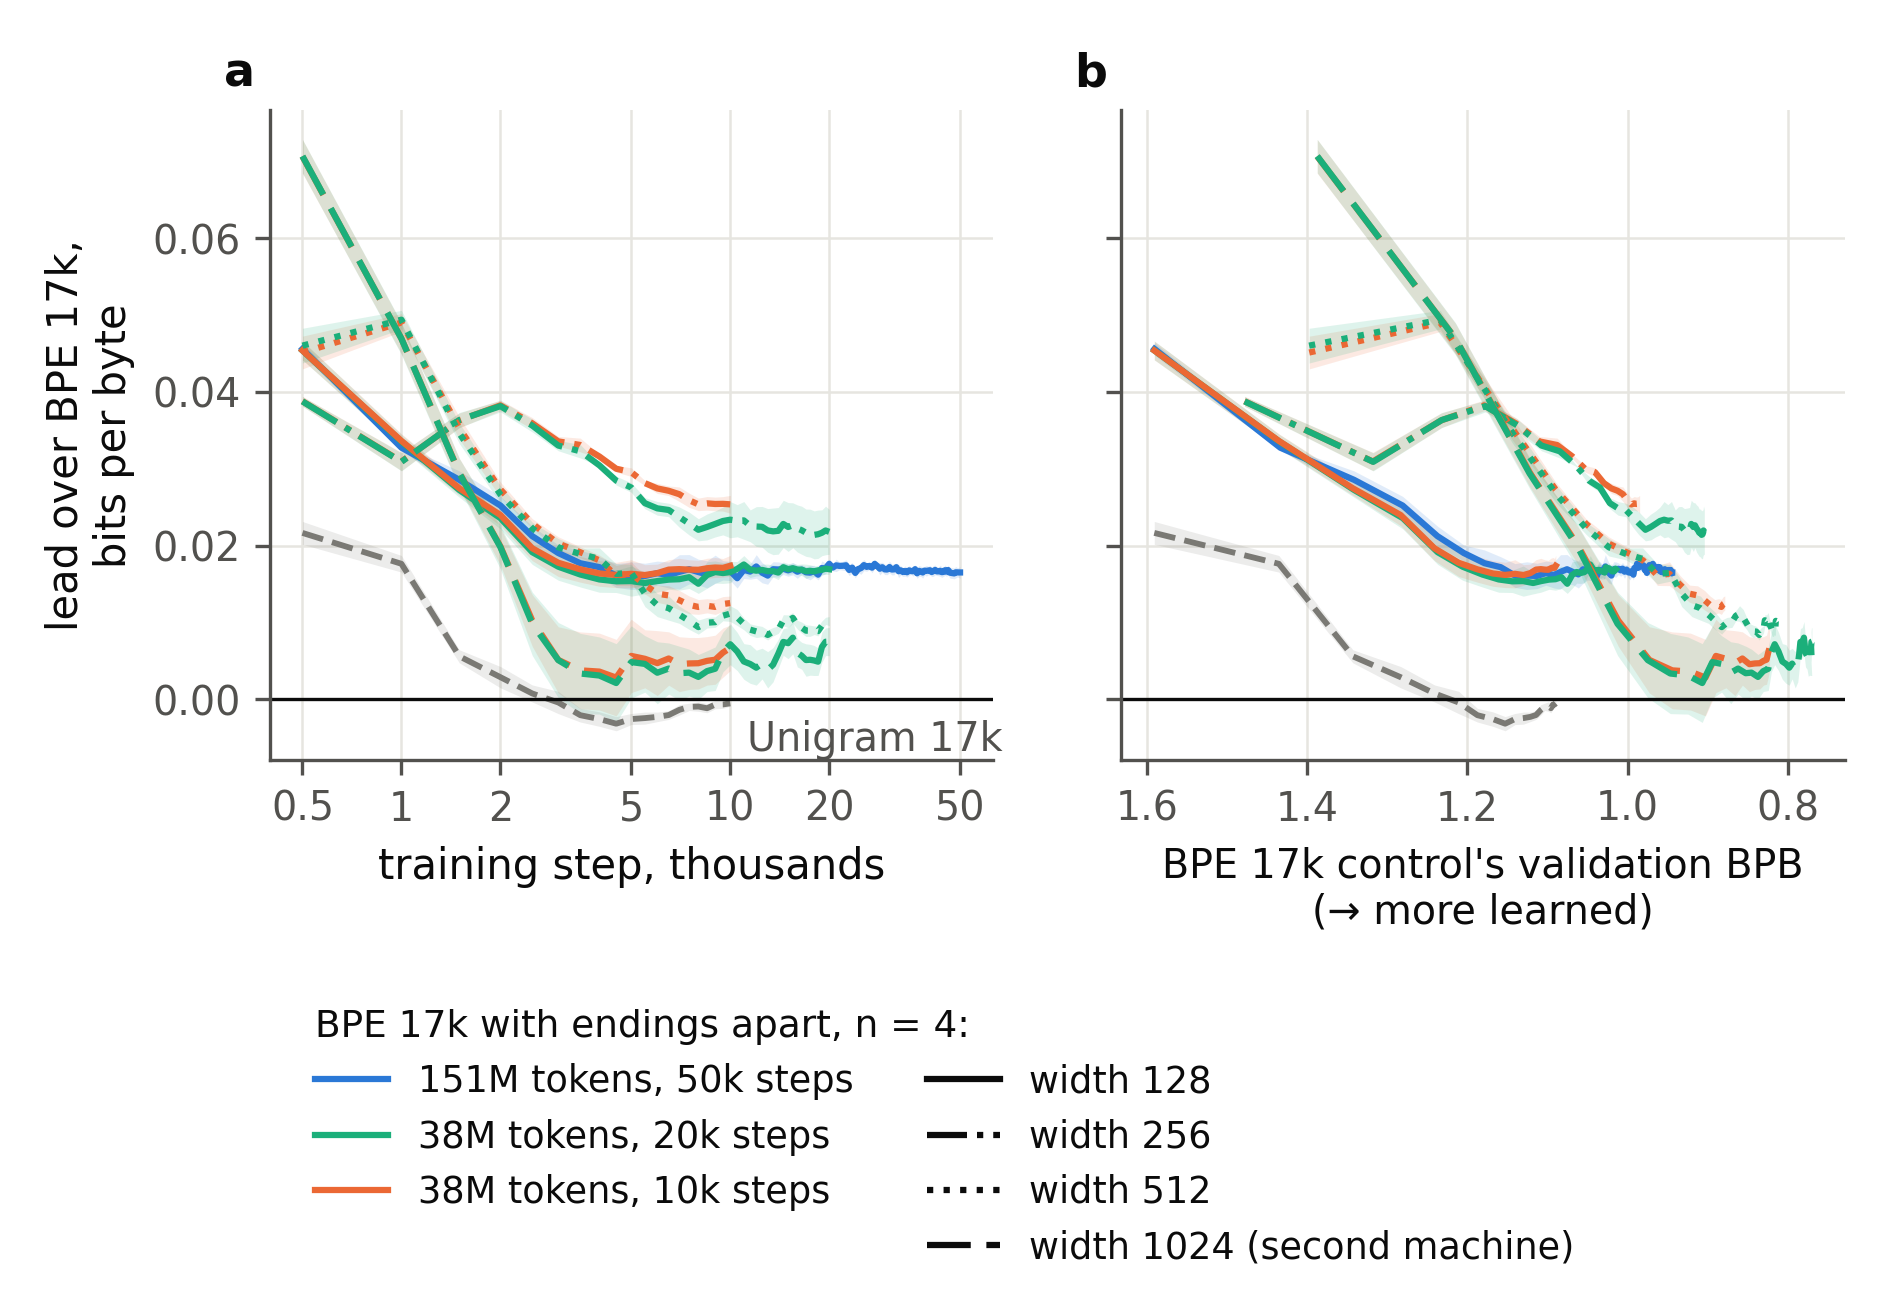 a
b
lead over BPE 17k,
bits per byte
0.06
0.04
0.02
0.00
Unigram 17k
0.5 1 2 5 10 20 50
training step, thousands
1.6 1.4 1.2 1.0 0.8
BPE 17k control's validation BPB
(→ more learned)
BPE 17k with endings apart, n = 4:
151M tokens, 50k steps
38M tokens, 20k steps
38M tokens, 10k steps
width 128
width 256
width 512
width 1024 (second machine)